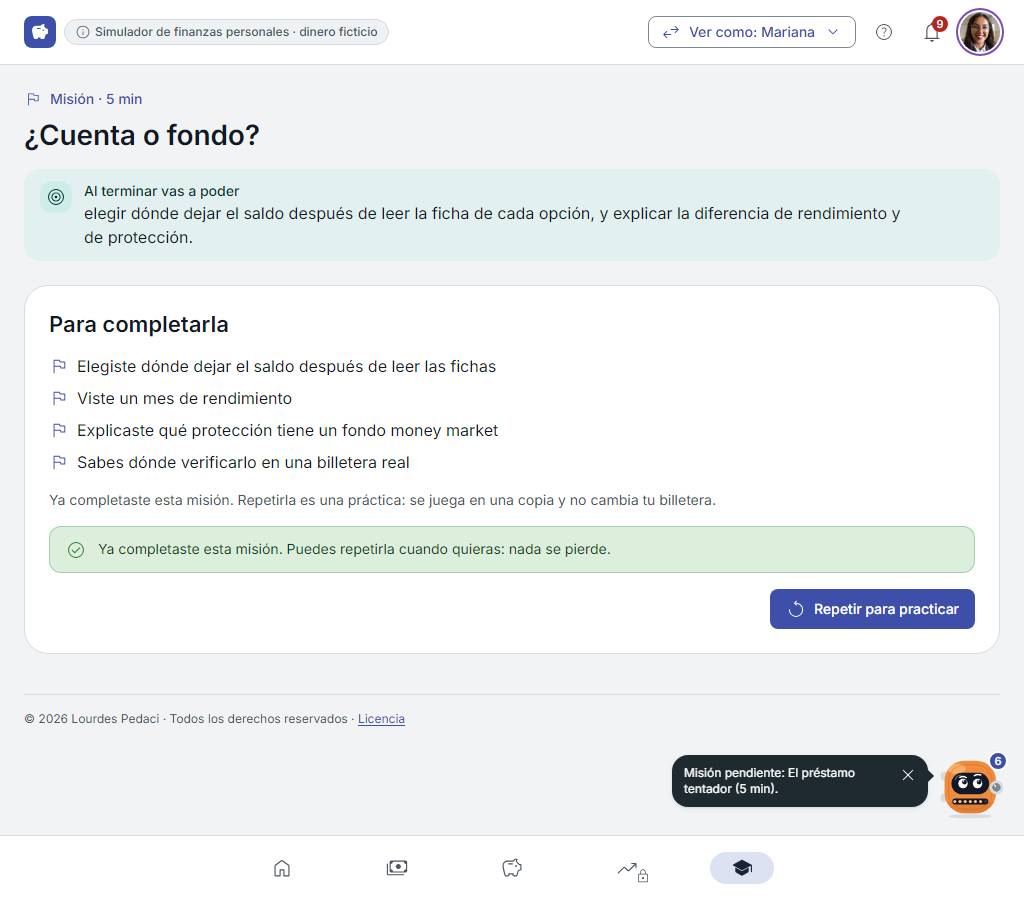 Simulador de finanzas personales · dinero ficticio
Ver como: Mariana
9
Misión · 5 min
¿Cuenta o fondo?
Al terminar vas a poder
elegir dónde dejar el saldo después de leer la ficha de cada opción, y explicar la diferencia de rendimiento y
de protección.
Para completarla
Elegiste dónde dejar el saldo después de leer las fichas
Viste un mes de rendimiento
Explicaste qué protección tiene un fondo money market
Sabes dónde verificarlo en una billetera real
Ya completaste esta misión. Repetirla es una práctica: se juega en una copia y no cambia tu billetera.
Ya completaste esta misión. Puedes repetirla cuando quieras: nada se pierde.
Repetir para practicar
© 2026 Lourdes Pedaci · Todos los derechos reservados · Licencia
Misión pendiente: El préstamo
tentador (5 min).
6